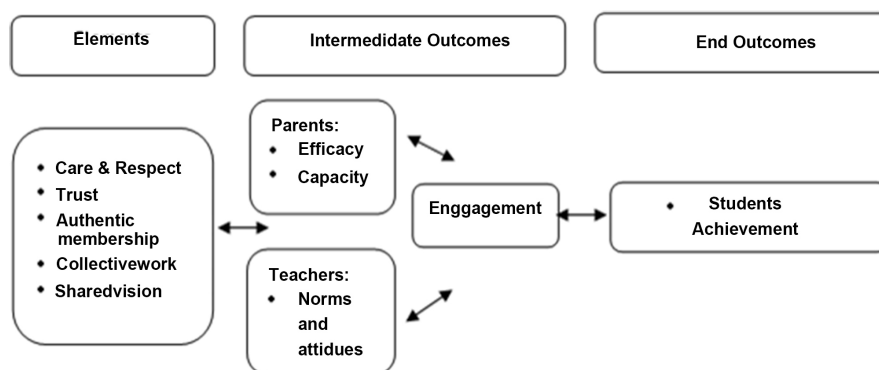 Elements
Intermedidate Outcomes
End Outcomes
• Care & Respect
• Trust
• Authentic
membership
• Collectivework
• Sharedvision
Parents:
• Efficacy
• Capacity
Teachers:
• Norms
and
attidues
Enggagement
• Students
Achievement